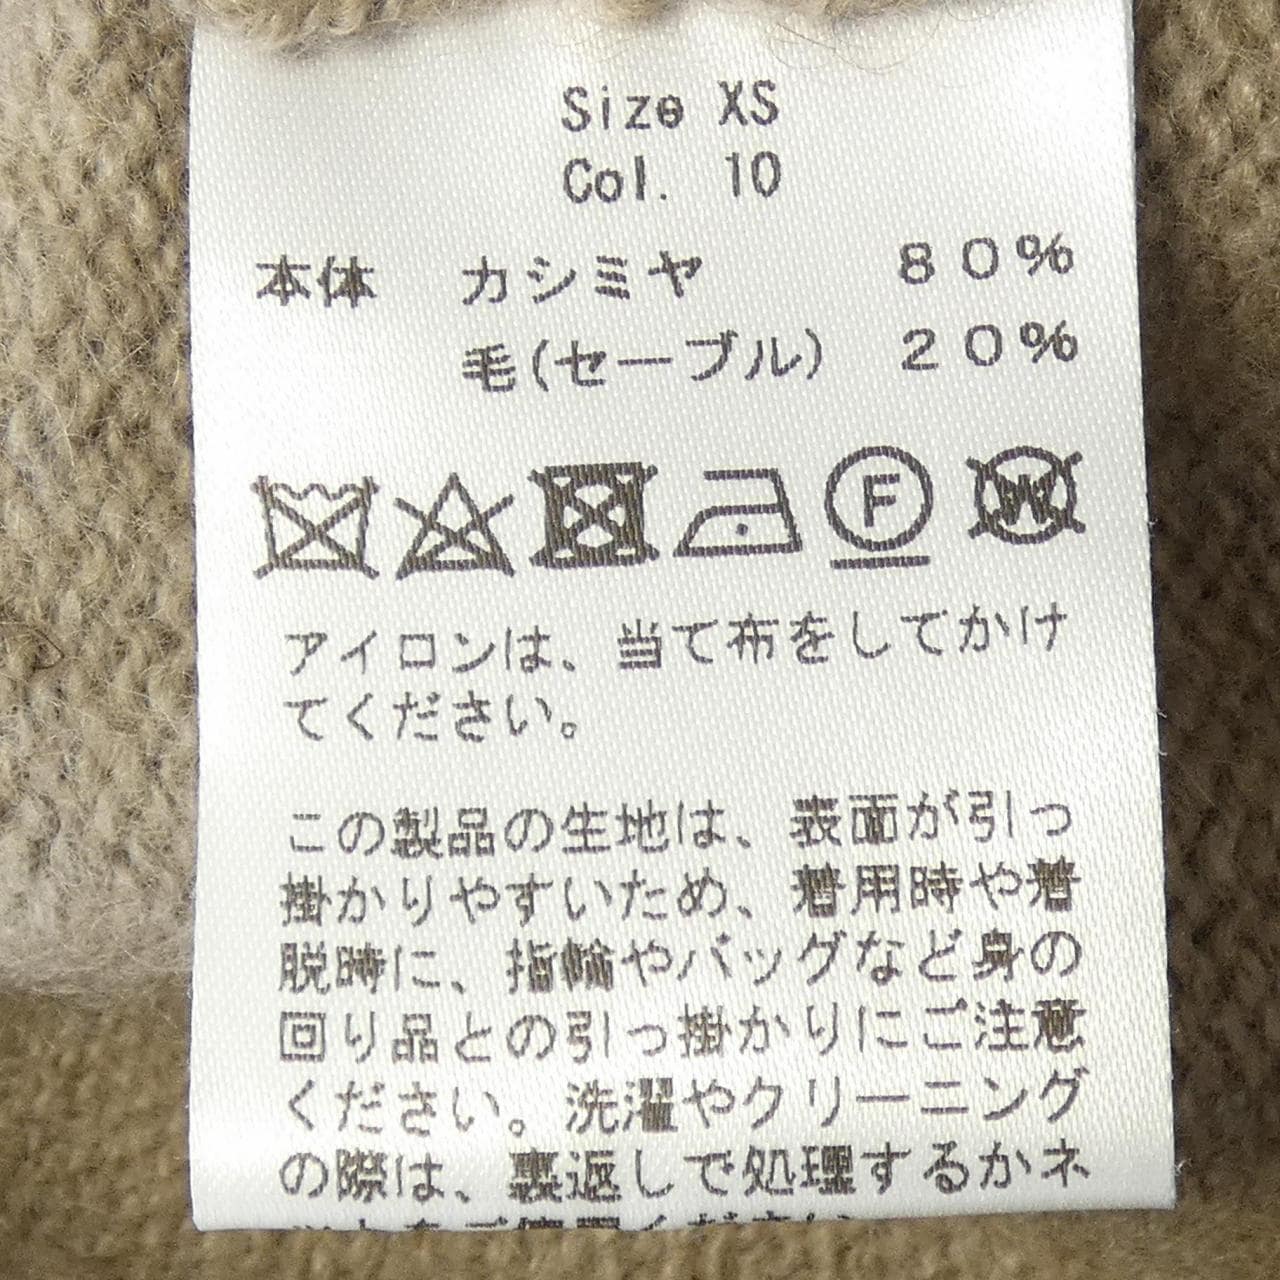 Size XS
Col. 10
本体 カシミヤ 80%
毛(セーブル) 20%
F
W
アイロンは、当て布をしてかけ
てください。
この製品の生地は、表面が引っ
掛かりやすいため、着用時や着
脱時に、指輪やバッグなど身の
回り品との引っ掛かりにご注意
ください。洗濯やクリーニング
の際は、裏返しで処理するかネ